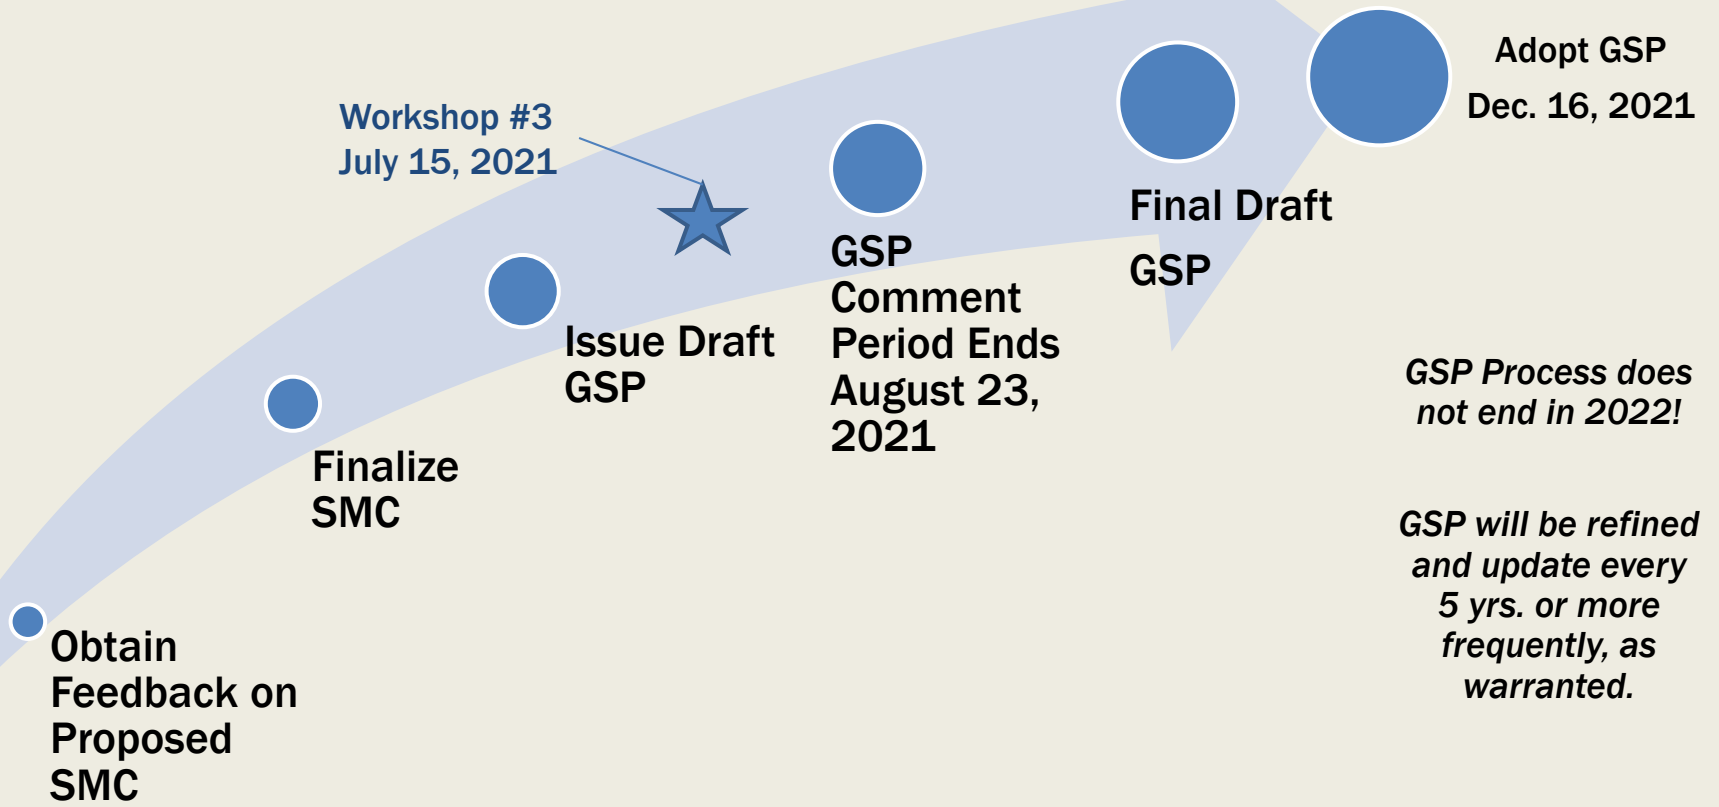 Workshop #3
July 15, 2021
Adopt GSP
Dec. 16, 2021
Final Draft
GSP
GSP
Comment
Period Ends
August 23,
2021
Issue Draft
GSP
Finalize
SMC
Obtain
Feedback on
Proposed
SMC
GSP Process does
not end in 2022!
GSP will be refined
and update every
5 yrs. or more
frequently, as
warranted.